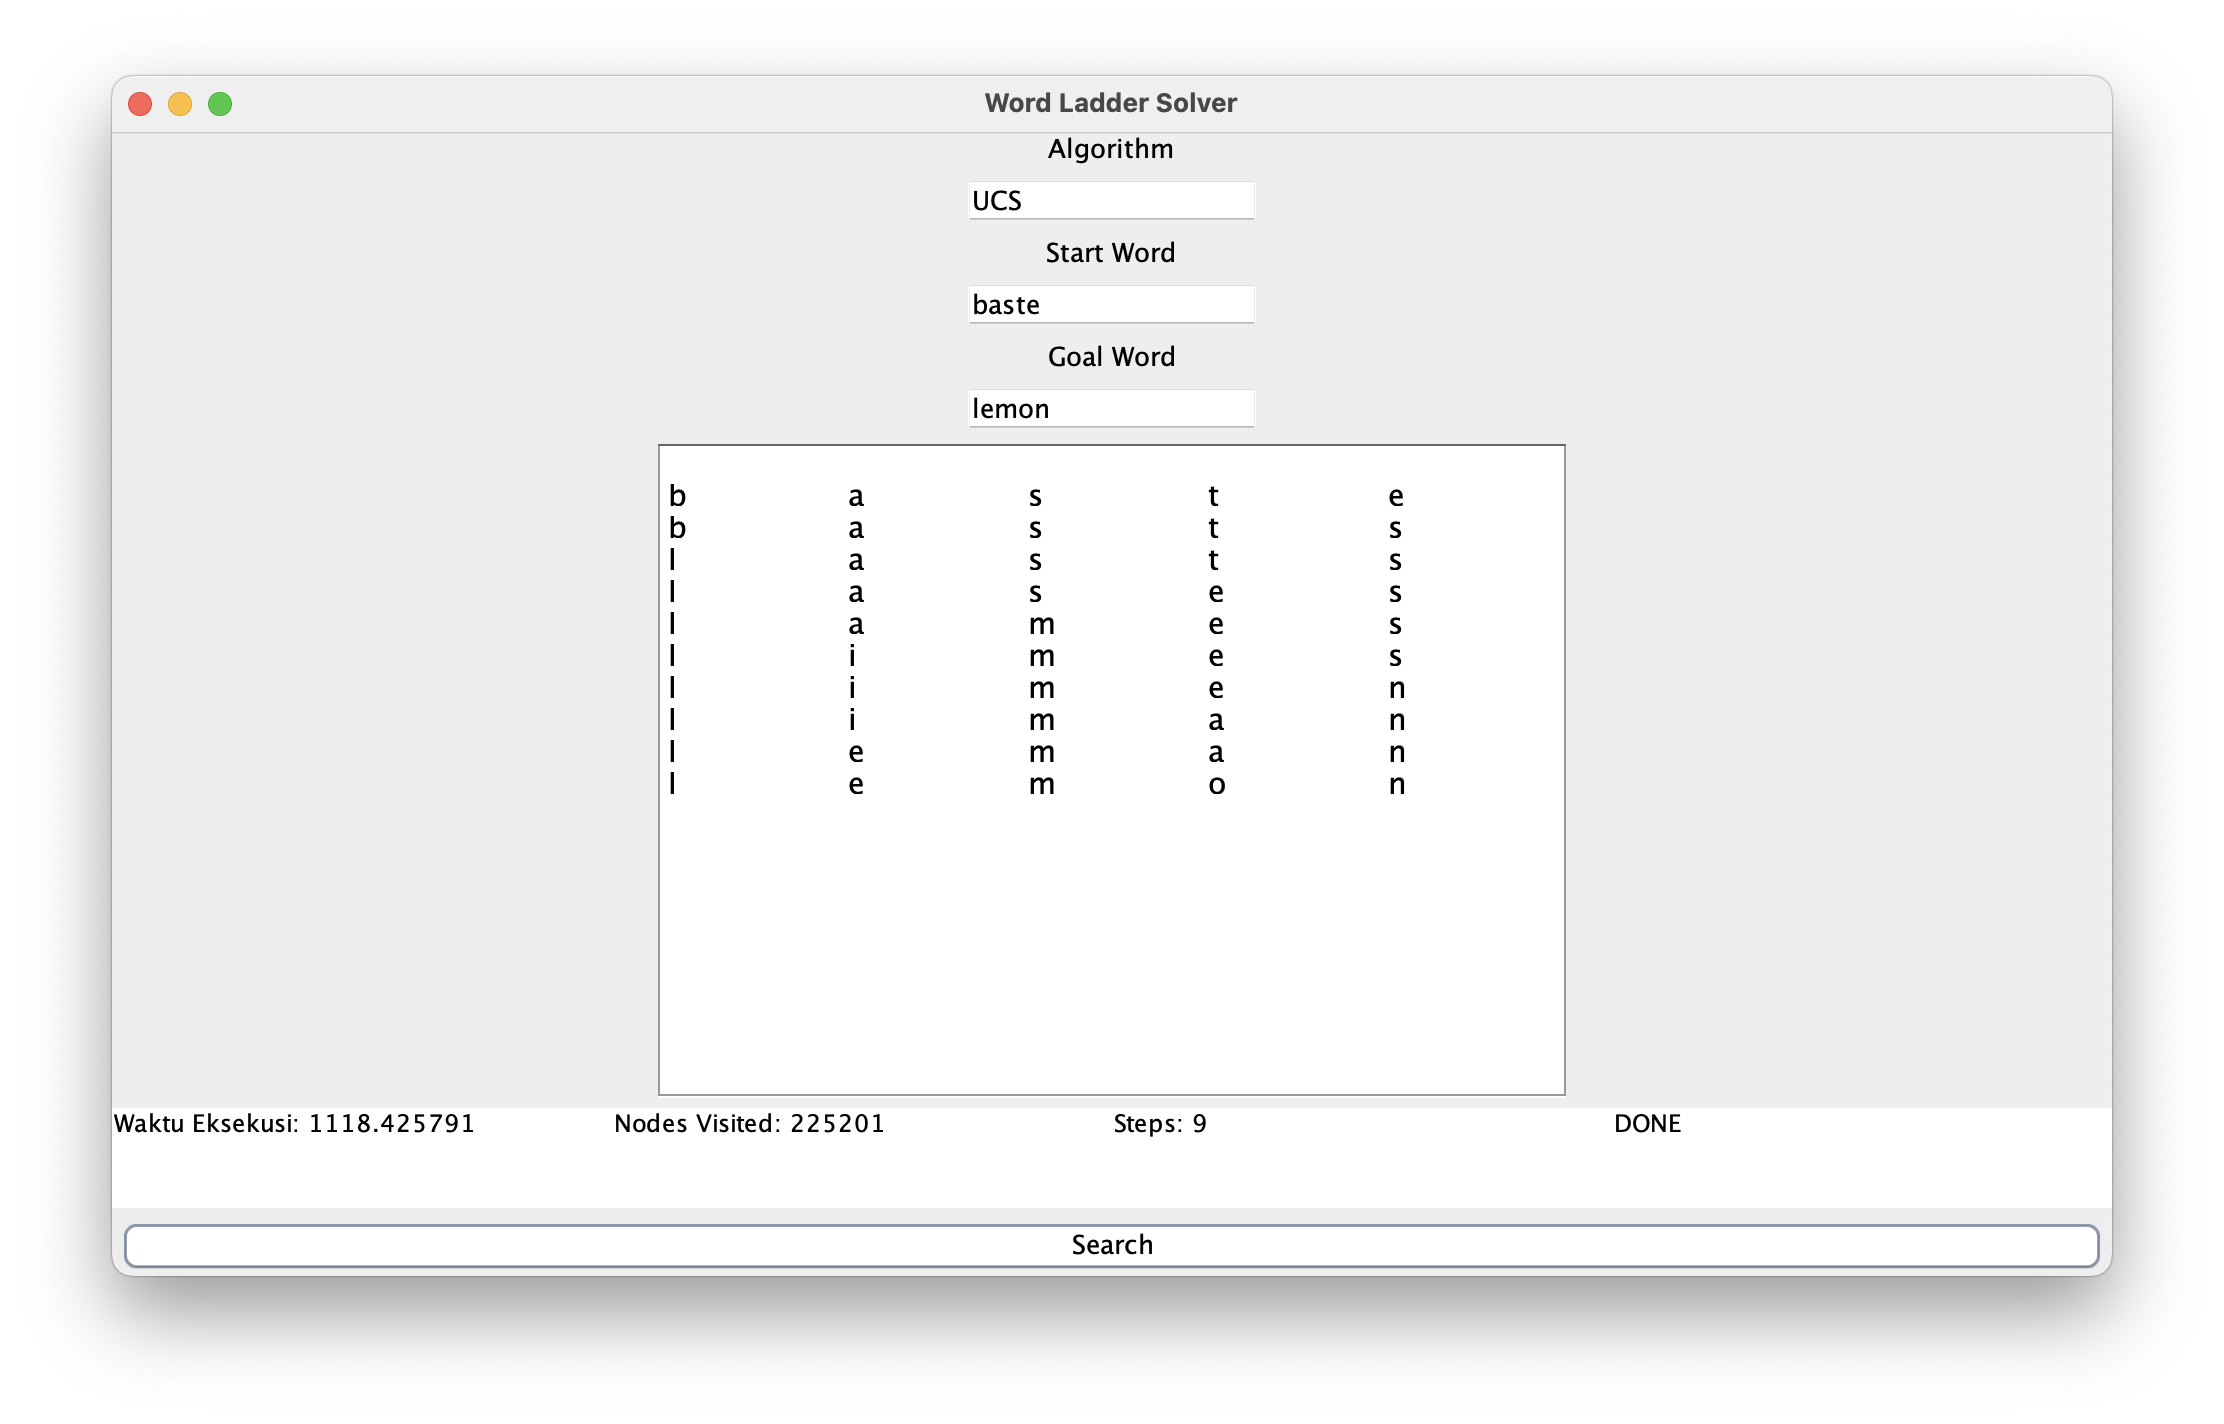 Word Ladder Solver
Algorithm
UCS
Start Word
baste
Goal Word
lemon
b a s t e
b a s t s
l a s t s
l a s e s
l a m e s
l i m e s
l i m e n
l i m a n
l e m a n
l e m o n
Waktu Eksekusi: 1118.425791 Nodes Visited: 225201 Steps: 9 DONE
Search